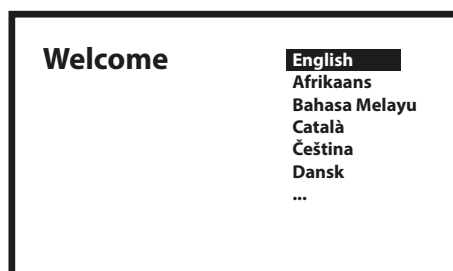 Welcome
English
Afrikaans
Bahasa Melayu
Català
Čeština
Dansk
...